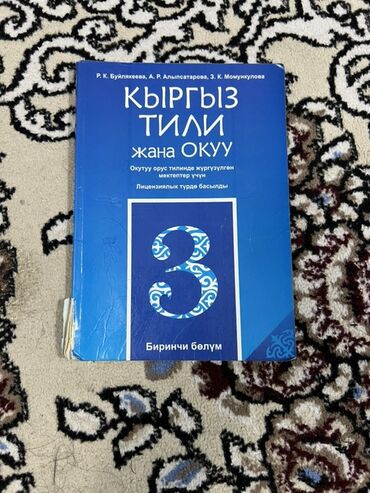 Р. К. Буйлякеева, А. Р. Алыпсатарова, З. К. Момункулова
КЫРГЫЗ
ТИЛИ
жана ОКУУ
Окутуу орус тилинде жүргүзүлгөн
мектептер үчүн
Лицензиялык түрдө басылды
3
Биринчи бөлүм